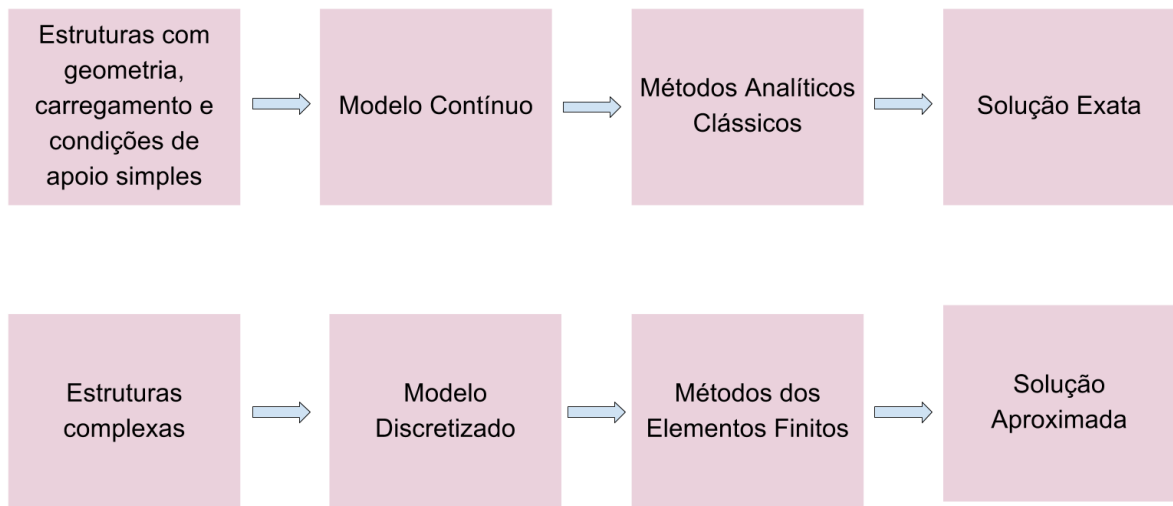 Estruturas com
geometria,
carregamento e
condições de
apoio simples
Modelo Contínuo
Métodos Analíticos
Clássicos
Solução Exata
Estruturas
complexas
Modelo
Discretizado
Métodos dos
Elementos Finitos
Solução
Aproximada